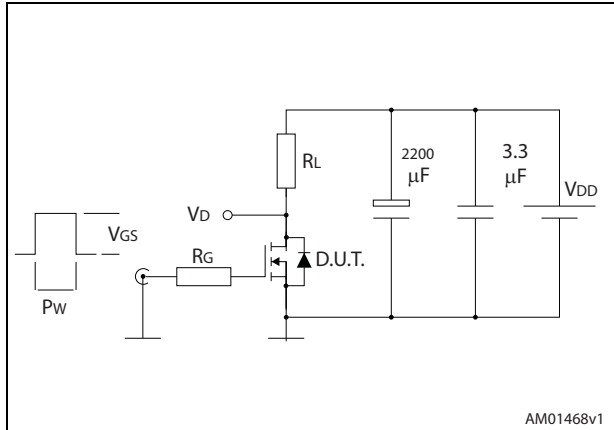 RL
2200
μF
3.3
μF
VDD
VD
VGS
RG
D.U.T.
PW
AM01468v1